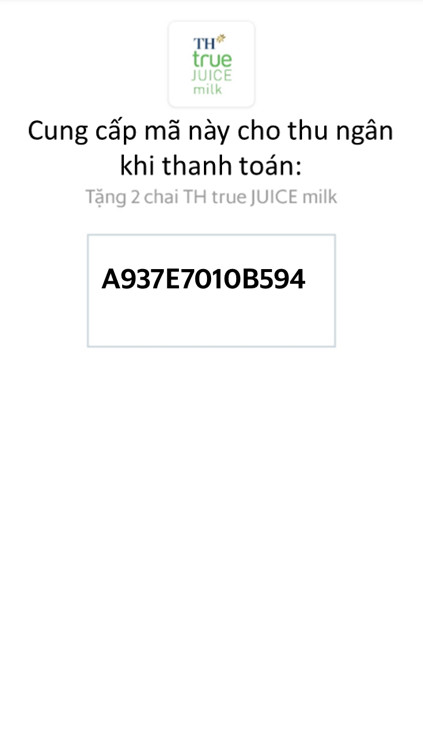 TH
true
JUICE
milk
Cung cấp mã này cho thu ngân
khi thanh toán:
Tặng 2 chai TH true JUICE milk
A937E7010B594